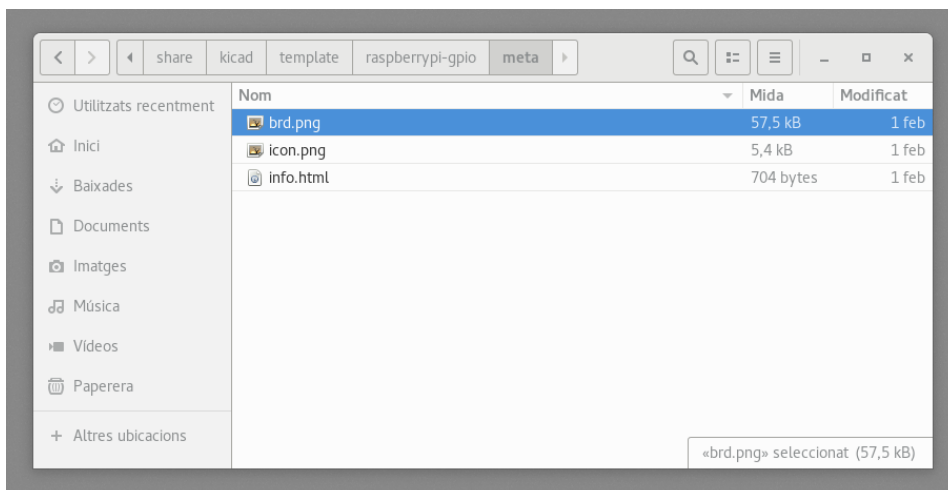 share kicad template raspberrypi-gpio meta
Utilitzats recentment
Inici
Baixades
Documents
Imatges
Música
Vídeos
Paperera
Altres ubicacions
Nom Mida Modificat
brd.png 57,5 kB 1 feb
icon.png 5,4 kB 1 feb
info.html 704 bytes 1 feb
«brd.png» seleccionat (57,5 kB)